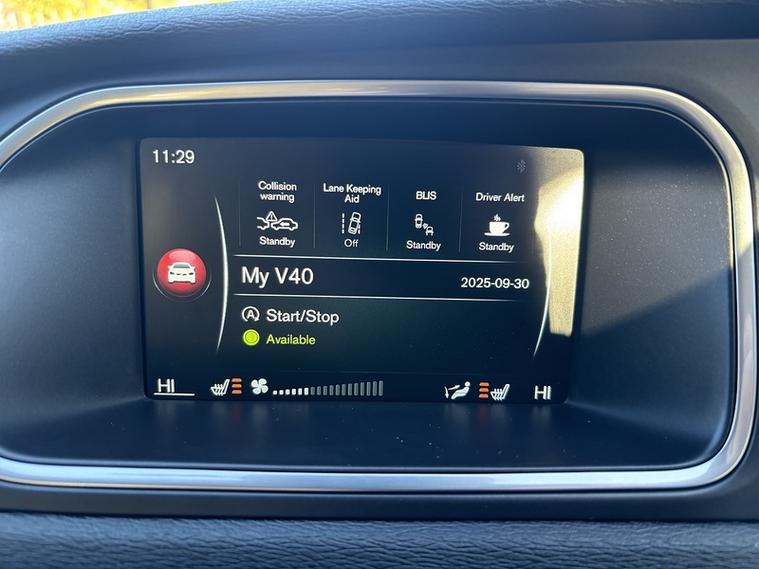 11:29
Collision
warning
Standby
Lane Keeping
Aid
Off
BLIS
Standby
Driver Alert
Standby
My V40
2025-09-30
A Start/Stop
Available
HI
HI